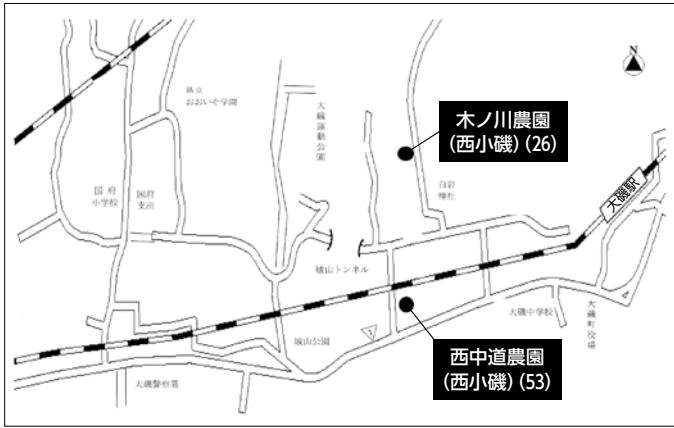 N
県立
おおいそ学園
大磯運動公園
木ノ川農園
(西小磯) (26)
白岩
神社
大磯駅
国府
小学校
国府
支所
城山トンネル
城山公園
大磯中学校
大磯町役場
1
大磯警察署
西中道農園
(西小磯) (53)